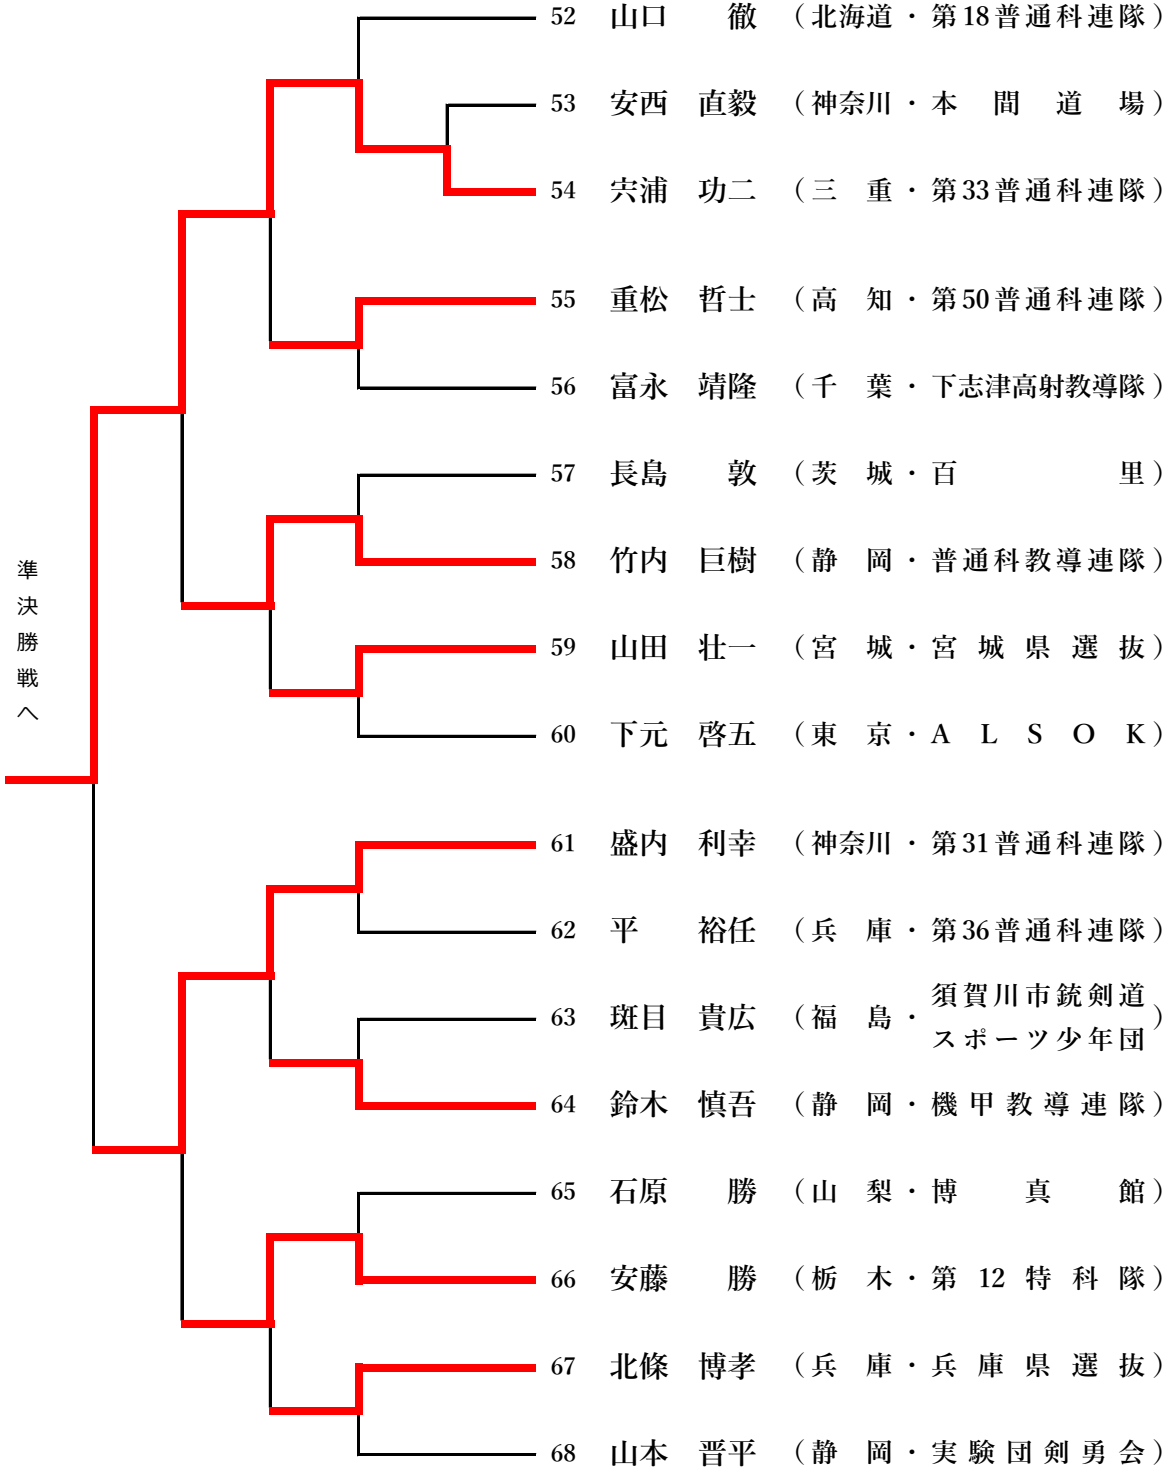 52 山口 徹 （北海道・第18普通科連隊）
53 安西 直毅 （神奈川・本間道場）
54 宍浦 功二 （三重・第33普通科連隊）
55 重松 哲士 （高知・第50普通科連隊）
56 富永 靖隆 （千葉・下志津高射教導隊）
57 長島 敦 （茨城・百里）
58 竹内 巨樹 （静岡・普通科教導連隊）
59 山田 壮一 （宮城・宮城県選抜）
60 下元 啓五 （東京・ALSOK）
準決勝戦へ
61 盛内 利幸 （神奈川・第31普通科連隊）
62 平 裕任 （兵庫・第36普通科連隊）
63 斑目 貴広 （福島・須賀川市銃剣道
スポーツ少年団）
64 鈴木 慎吾 （静岡・機甲教導連隊）
65 石原 勝 （山梨・博真館）
66 安藤 勝 （栃木・第12特科隊）
67 北條 博孝 （兵庫・兵庫県選抜）
68 山本 晋平 （静岡・実験団剣勇会）